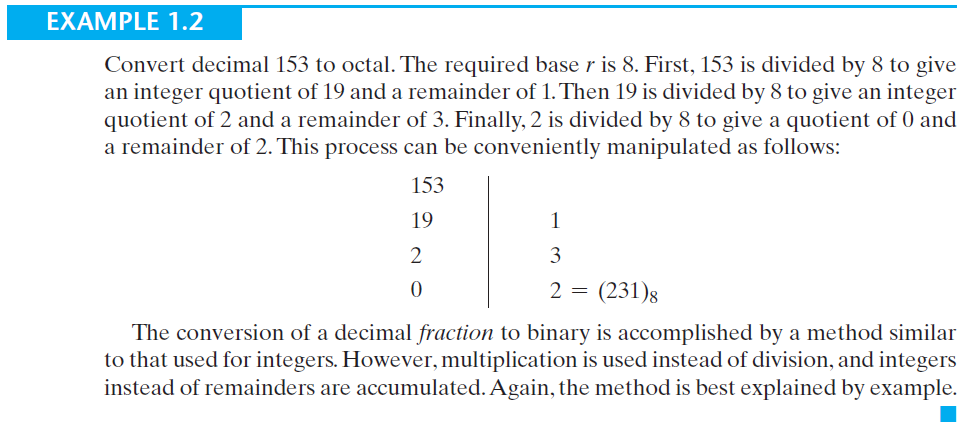 EXAMPLE 1.2
Convert decimal 153 to octal. The required base r is 8. First, 153 is divided by 8 to give
an integer quotient of 19 and a remainder of 1. Then 19 is divided by 8 to give an integer
quotient of 2 and a remainder of 3. Finally, 2 is divided by 8 to give a quotient of 0 and
a remainder of 2. This process can be conveniently manipulated as follows:
153
19 1
2 3
0 2 = (231)₈
The conversion of a decimal fraction to binary is accomplished by a method similar
to that used for integers. However, multiplication is used instead of division, and integers
instead of remainders are accumulated. Again, the method is best explained by example.